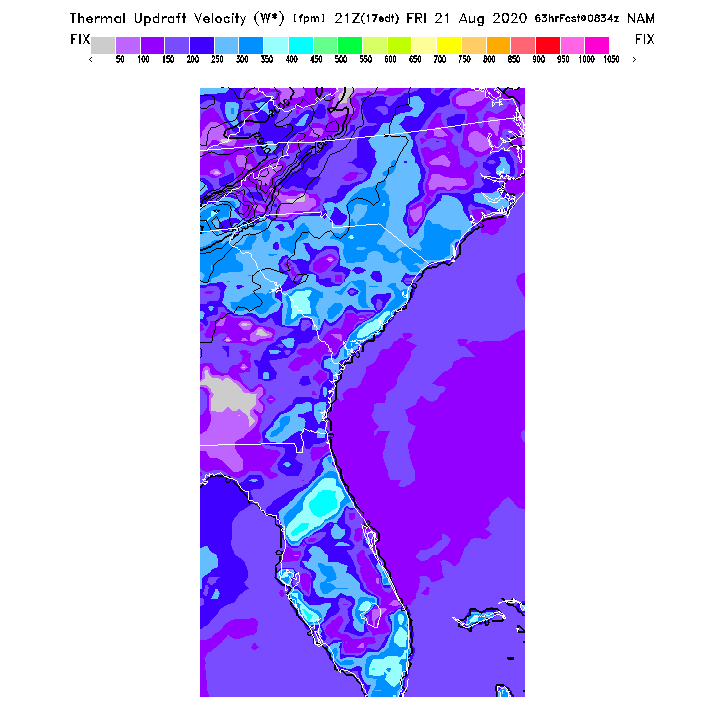 Thermal Updraft Velocity (W*) [fpm] 21Z(17edt) FRI 21 Aug 2020 63hrFcst@0834z NAM
FIX FIX
< 50 100 150 200 250 300 350 400 450 500 550 600 650 700 750 800 850 900 950 1000 1050 >